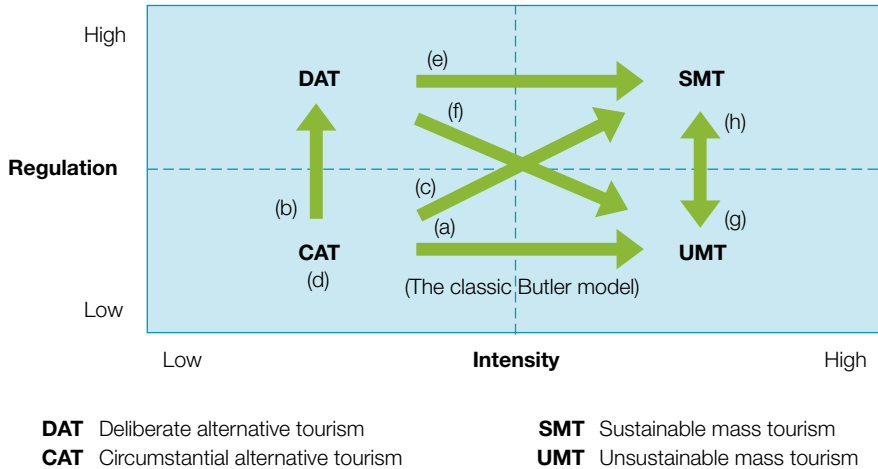 High
(e)
DAT
SMT
(f)
(h)
Regulation
(c)
(b)
(a)
(g)
CAT
UMT
(d)
(The classic Butler model)
Low
Low
Intensity
High
DAT Deliberate alternative tourism
SMT Sustainable mass tourism
CAT Circumstantial alternative tourism
UMT Unsustainable mass tourism